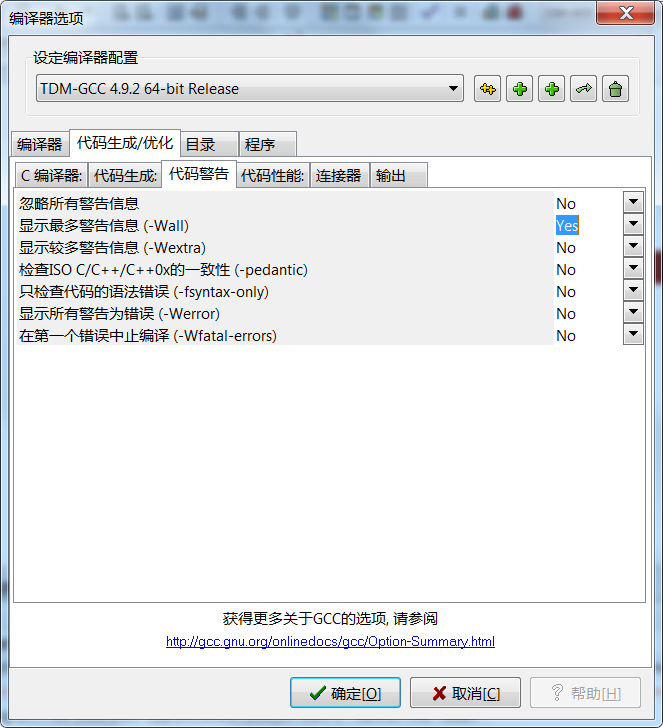 编译器选项
设定编译器配置
TDM-GCC 4.9.2 64-bit Release
编译器 代码生成/优化 目录 程序
C 编译器: 代码生成: 代码警告 代码性能: 连接器 输出
忽略所有警告信息 No
显示最多警告信息 (-Wall) Yes
显示较多警告信息 (-Wextra) No
检查ISO C/C++/C++0x的一致性 (-pedantic) No
只检查代码的语法错误 (-fsyntax-only) No
显示所有警告为错误 (-Werror) No
在第一个错误中止编译 (-Wfatal-errors) No
获得更多关于GCC的选项, 请参阅
http://gcc.gnu.org/onlinedocs/gcc/Option-Summary.html
确定[O] 取消[C] 帮助[H]